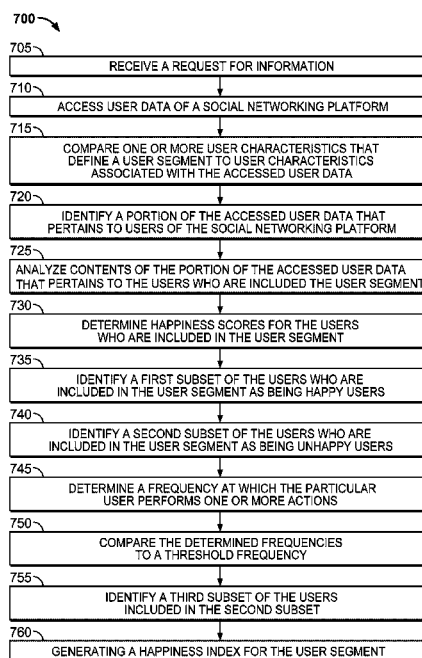 700
705
RECEIVE A REQUEST FOR INFORMATION
710
ACCESS USER DATA OF A SOCIAL NETWORKING PLATFORM
715
COMPARE ONE OR MORE USER CHARACTERISTICS THAT
DEFINE A USER SEGMENT TO USER CHARACTERISTICS
ASSOCIATED WITH THE ACCESSED USER DATA
720
IDENTIFY A PORTION OF THE ACCESSED USER DATA THAT
PERTAINS TO USERS OF THE SOCIAL NETWORKING PLATFORM
725
ANALYZE CONTENTS OF THE PORTION OF THE ACCESSED USER DATA
THAT PERTAINS TO THE USERS WHO ARE INCLUDED THE USER SEGMENT
730
DETERMINE HAPPINESS SCORES FOR THE USERS
WHO ARE INCLUDED IN THE USER SEGMENT
735
IDENTIFY A FIRST SUBSET OF THE USERS WHO ARE
INCLUDED IN THE USER SEGMENT AS BEING HAPPY USERS
740
IDENTIFY A SECOND SUBSET OF THE USERS WHO ARE
INCLUDED IN THE USER SEGMENT AS BEING UNHAPPY USERS
745
DETERMINE A FREQUENCY AT WHICH THE PARTICULAR
USER PERFORMS ONE OR MORE ACTIONS
750
COMPARE THE DETERMINED FREQUENCIES
TO A THRESHOLD FREQUENCY
755
IDENTIFY A THIRD SUBSET OF THE USERS
INCLUDED IN THE SECOND SUBSET
760
GENERATING A HAPPINESS INDEX FOR THE USER SEGMENT